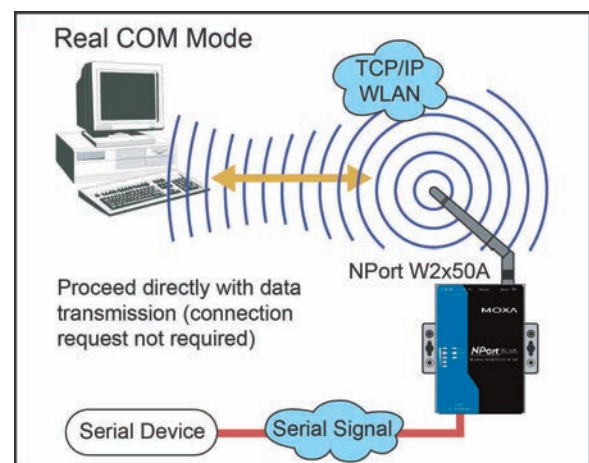 Real COM Mode
TCP/IP
WLAN
NPort W2x50A
Proceed directly with data
transmission (connection
request not required)
MOXA
NPort
Serial Device
Serial Signal